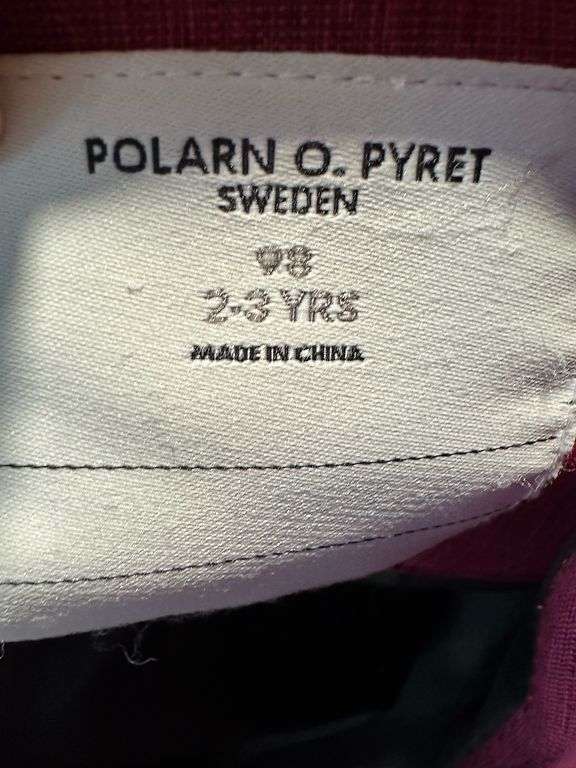 POLARN O. PYRET
SWEDEN
98
2-3 YRS
MADE IN CHINA